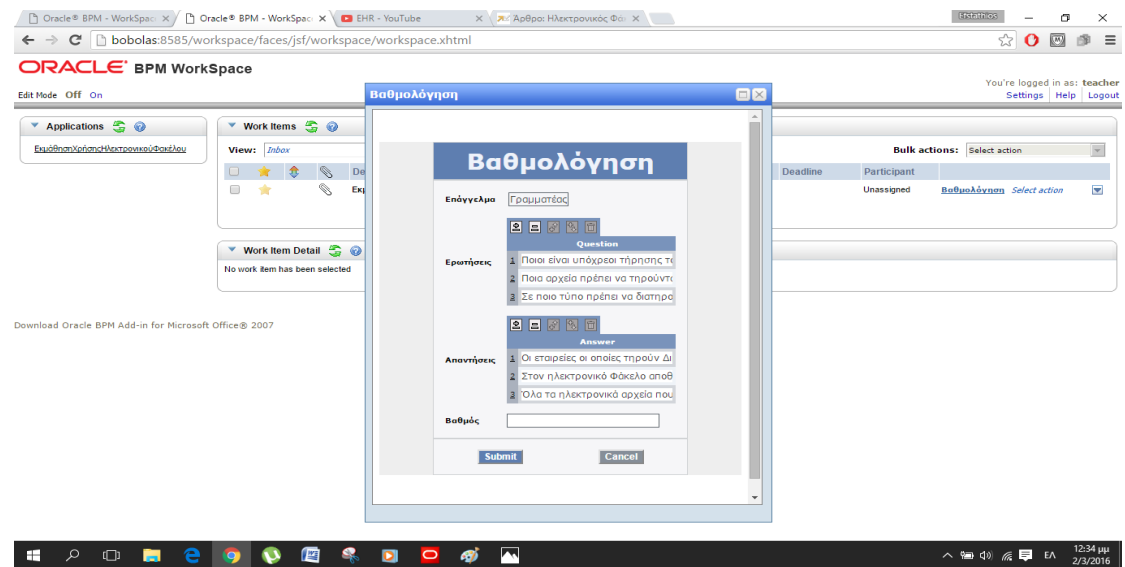 Oracle® BPM - WorkSpac
Oracle® BPM - WorkSpac
EHR - YouTube
Άρθρο: Ηλεκτρονικός Φά
Efstathios
bobolas:8585/workspace/faces/jsf/workspace/workspace.xhtml
ORACLE BPM WorkSpace
You're logged in as: teacher
Edit Mode Off On
Settings Help Logout
Applications
ΕκμάθησηΧρήσηςΗλεκτρονικούΦακέλου
Work Items
View: Inbox
Bulk actions: Select action
De
Deadline
Participant
Εκμ
Unassigned
Βαθμολόγηση Select action
Work Item Detail
No work item has been selected
Download Oracle BPM Add-in for Microsoft Office® 2007
Βαθμολόγηση
Βαθμολόγηση
Επάγγελμα Γραμματέας
Question
Ερωτήσεις
1 Ποιοι είναι υπόχρεοι τήρησης το
2 Ποια αρχεία πρέπει να τηρούντα
3 Σε ποιο τύπο πρέπει να διατηρο
Answer
Απαντήσεις
1 Οι εταιρείες οι οποίες τηρούν Δι
2 Στον ηλεκτρονικό Φάκελο αποθ
3 Όλα τα ηλεκτρονικά αρχεία που
Βαθμός
Submit
Cancel
ΕΛ
12:34 μμ
2/3/2016